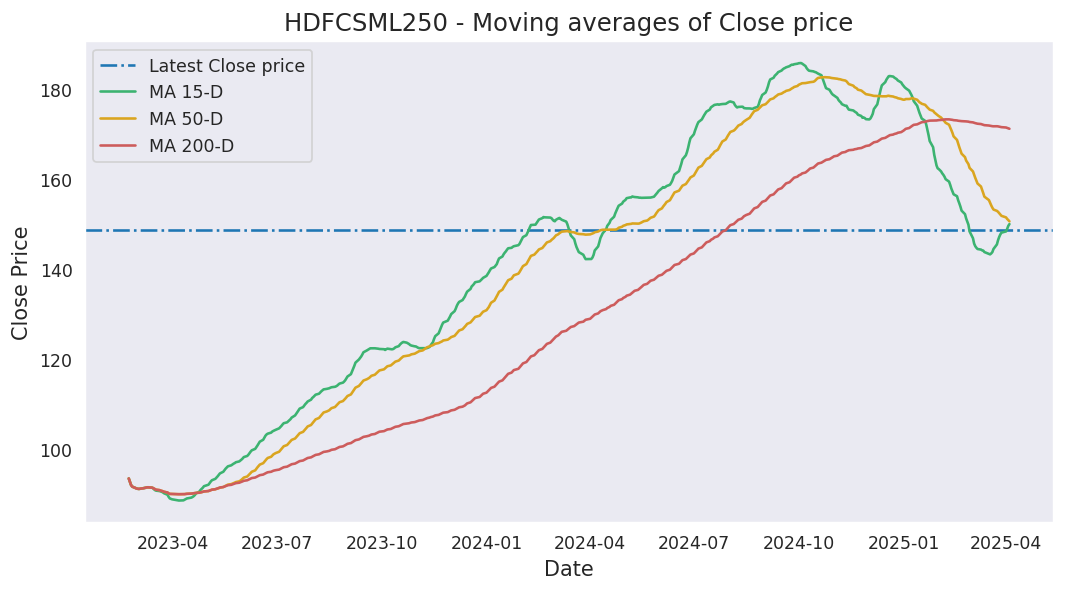 HDFCSML250 - Moving averages of Close price
Latest Close price
MA 15-D
MA 50-D
MA 200-D
Close Price
180
160
140
120
100
2023-04 2023-07 2023-10 2024-01 2024-04 2024-07 2024-10 2025-01 2025-04
Date